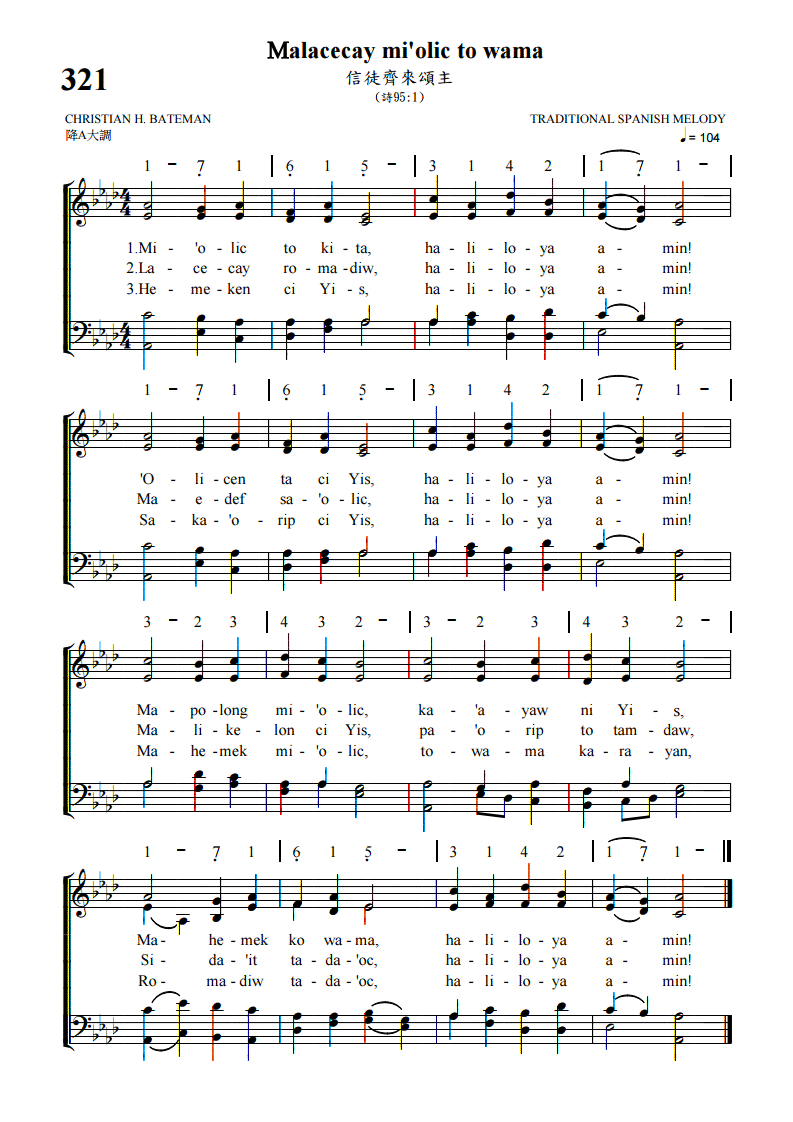 Malacecay mi'olic to wama
321
信徒齊來頌主
(詩95:1)
CHRISTIAN H. BATEMAN TRADITIONAL SPANISH MELODY
降A大調 ♩= 104
1 - 7̣ 1 | 6̣ 1 5̣ - | 3 1 4 2 | 1 7̣ 1 - |
1.Mi - 'o - lic to ki - ta, ha - li - lo - ya a - min!
2.La - ce - cay ro - ma - diw, ha - li - lo - ya a - min!
3.He - me - ken ci Yi - s, ha - li - lo - ya a - min!
1 - 7̣ 1 | 6̣ 1 5̣ - | 3 1 4 2 | 1 7̣ 1 - |
'O - li - cen ta ci Yis, ha - li - lo - ya a - min!
Ma - e - def sa - 'o - lic, ha - li - lo - ya a - min!
Sa - ka - 'o - rip ci Yis, ha - li - lo - ya a - min!
3 - 2 3 | 4 3 2 - | 3 - 2 3 | 4 3 2 - |
Ma - po - long mi - 'o - lic, ka - 'a - yaw ni Yi - s,
Ma - li - ke - lon ci Yis, pa - 'o - rip to tam - daw,
Ma - he - mek mi - 'o - lic, to - wa - ma ka - ra - yan,
1 - 7̣ 1 | 6̣ 1 5̣ - | 3 1 4 2 | 1 7̣ 1 - ‖
Ma - he - mek ko wa - ma, ha - li - lo - ya a - min!
Si - da - 'it ta - da - 'oc, ha - li - lo - ya a - min!
Ro - ma - diw ta - da - 'oc, ha - li - lo - ya a - min!